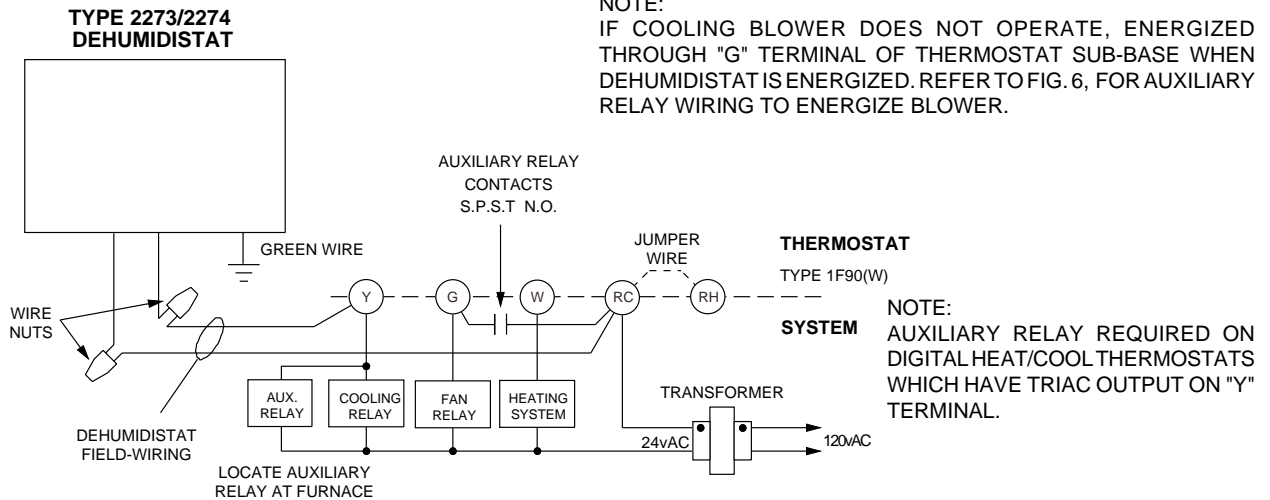 TYPE 2273/2274
DEHUMIDISTAT
NOTE:
IF COOLING BLOWER DOES NOT OPERATE, ENERGIZED
THROUGH "G" TERMINAL OF THERMOSTAT SUB-BASE WHEN
DEHUMIDISTAT IS ENERGIZED. REFER TO FIG. 6, FOR AUXILIARY
RELAY WIRING TO ENERGIZE BLOWER.
AUXILIARY RELAY
CONTACTS
S.P.S.T N.O.
GREEN WIRE
JUMPER
WIRE
THERMOSTAT
TYPE 1F90(W)
Y
G
W
RC
RH
WIRE
NUTS
SYSTEM
NOTE:
AUXILIARY RELAY REQUIRED ON
DIGITAL HEAT/COOL THERMOSTATS
WHICH HAVE TRIAC OUTPUT ON "Y"
TERMINAL.
AUX.
RELAY
COOLING
RELAY
FAN
RELAY
HEATING
SYSTEM
TRANSFORMER
24vAC
120vAC
DEHUMIDISTAT
FIELD-WIRING
LOCATE AUXILIARY
RELAY AT FURNACE